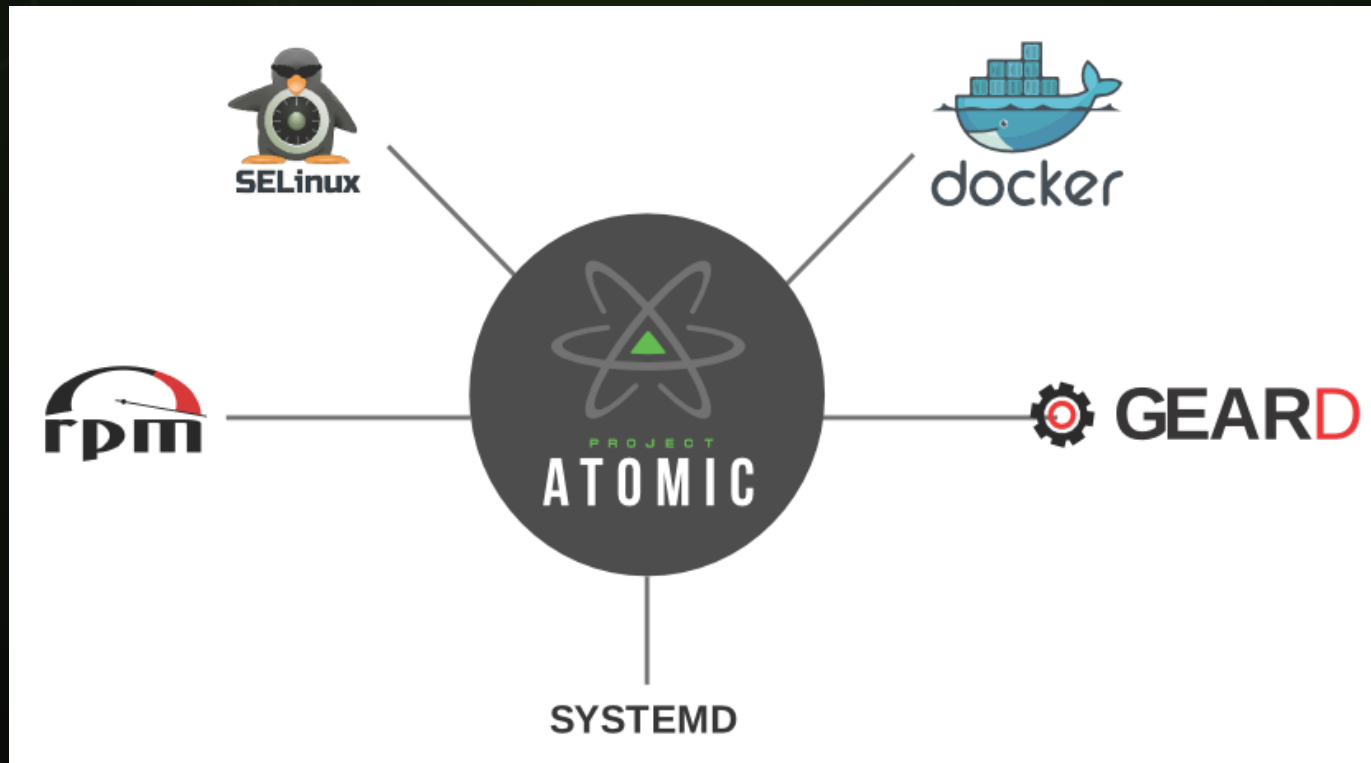 SELinux
docker
rpm
PROJECT
ATOMIC
GEARD
SYSTEMD